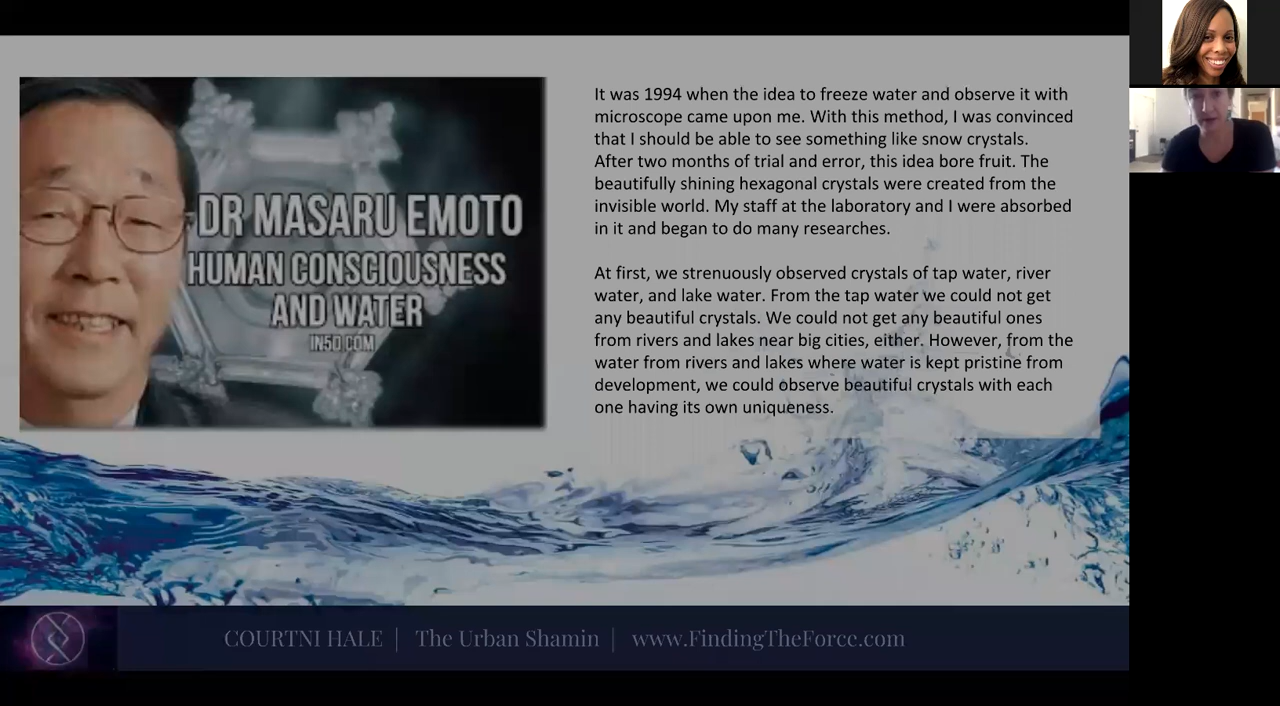 DR MASARU EMOTO
HUMAN CONSCIOUSNESS
AND WATER
IN5D.COM
It was 1994 when the idea to freeze water and observe it with
microscope came upon me. With this method, I was convinced
that I should be able to see something like snow crystals.
After two months of trial and error, this idea bore fruit. The
beautifully shining hexagonal crystals were created from the
invisible world. My staff at the laboratory and I were absorbed
in it and began to do many researches.
At first, we strenuously observed crystals of tap water, river
water, and lake water. From the tap water we could not get
any beautiful crystals. We could not get any beautiful ones
from rivers and lakes near big cities, either. However, from the
water from rivers and lakes where water is kept pristine from
development, we could observe beautiful crystals with each
one having its own uniqueness.
COURTNI HALE | The Urban Shamin | www.FindingTheForce.com